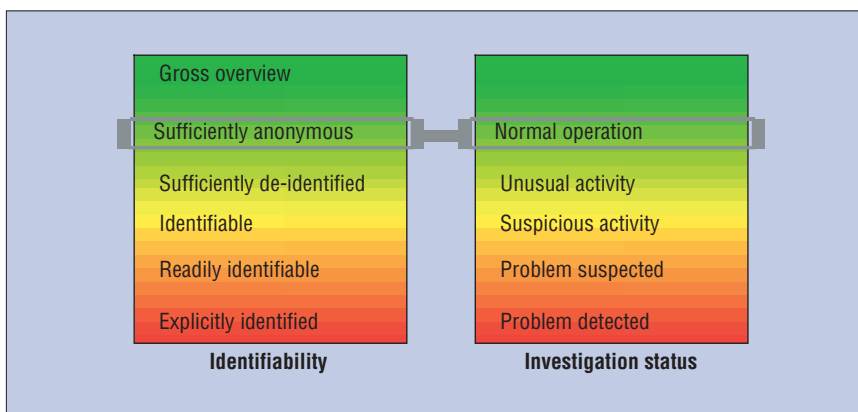 Gross overview
Sufficiently anonymous
Sufficiently de-identified
Identifiable
Readily identifiable
Explicitly identified
Identifiability
Normal operation
Unusual activity
Suspicious activity
Problem suspected
Problem detected
Investigation status